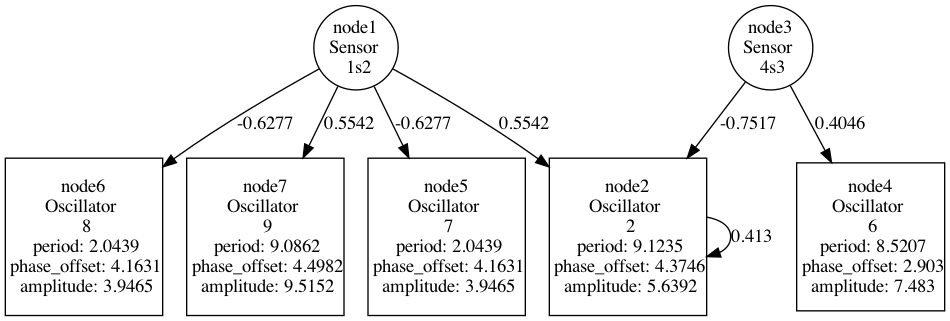 node1
Sensor
1s2
node3
Sensor
4s3
-0.6277
0.5542
-0.6277
0.5542
-0.7517
0.4046
node6
Oscillator
8
period: 2.0439
phase_offset: 4.1631
amplitude: 3.9465
node7
Oscillator
9
period: 9.0862
phase_offset: 4.4982
amplitude: 9.5152
node5
Oscillator
7
period: 2.0439
phase_offset: 4.1631
amplitude: 3.9465
node2
Oscillator
2
period: 9.1235
phase_offset: 4.3746
amplitude: 5.6392
0.413
node4
Oscillator
6
period: 8.5207
phase_offset: 2.903
amplitude: 7.483